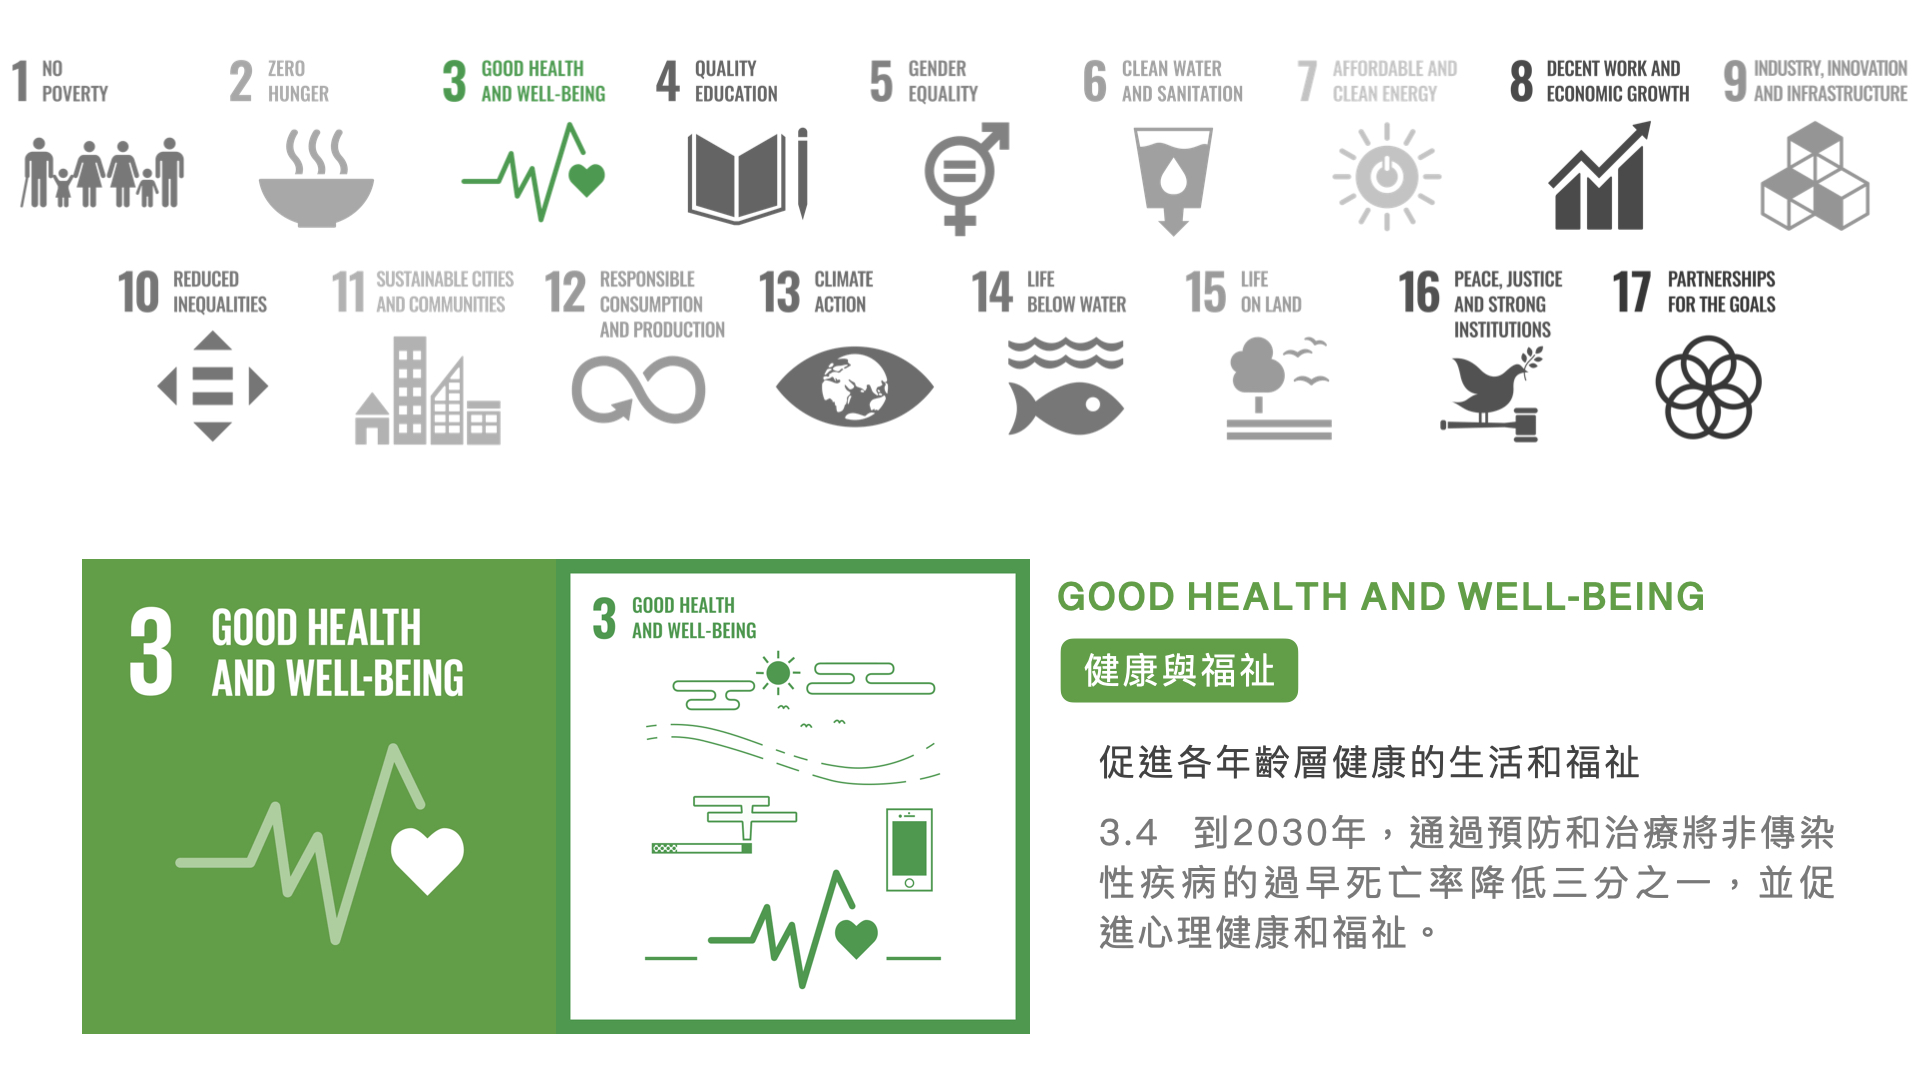 1 NO POVERTY
2 ZERO HUNGER
3 GOOD HEALTH AND WELL-BEING
4 QUALITY EDUCATION
5 GENDER EQUALITY
6 CLEAN WATER AND SANITATION
7 AFFORDABLE AND CLEAN ENERGY
8 DECENT WORK AND ECONOMIC GROWTH
9 INDUSTRY, INNOVATION AND INFRASTRUCTURE
10 REDUCED INEQUALITIES
11 SUSTAINABLE CITIES AND COMMUNITIES
12 RESPONSIBLE CONSUMPTION AND PRODUCTION
13 CLIMATE ACTION
14 LIFE BELOW WATER
15 LIFE ON LAND
16 PEACE, JUSTICE AND STRONG INSTITUTIONS
17 PARTNERSHIPS FOR THE GOALS
3 GOOD HEALTH
AND WELL-BEING
3 GOOD HEALTH
AND WELL-BEING
GOOD HEALTH AND WELL-BEING
健康與福祉
促進各年齡層健康的生活和福祉
3.4 到2030年，通過預防和治療將非傳染
性疾病的過早死亡率降低三分之一，並促
進心理健康和福祉。